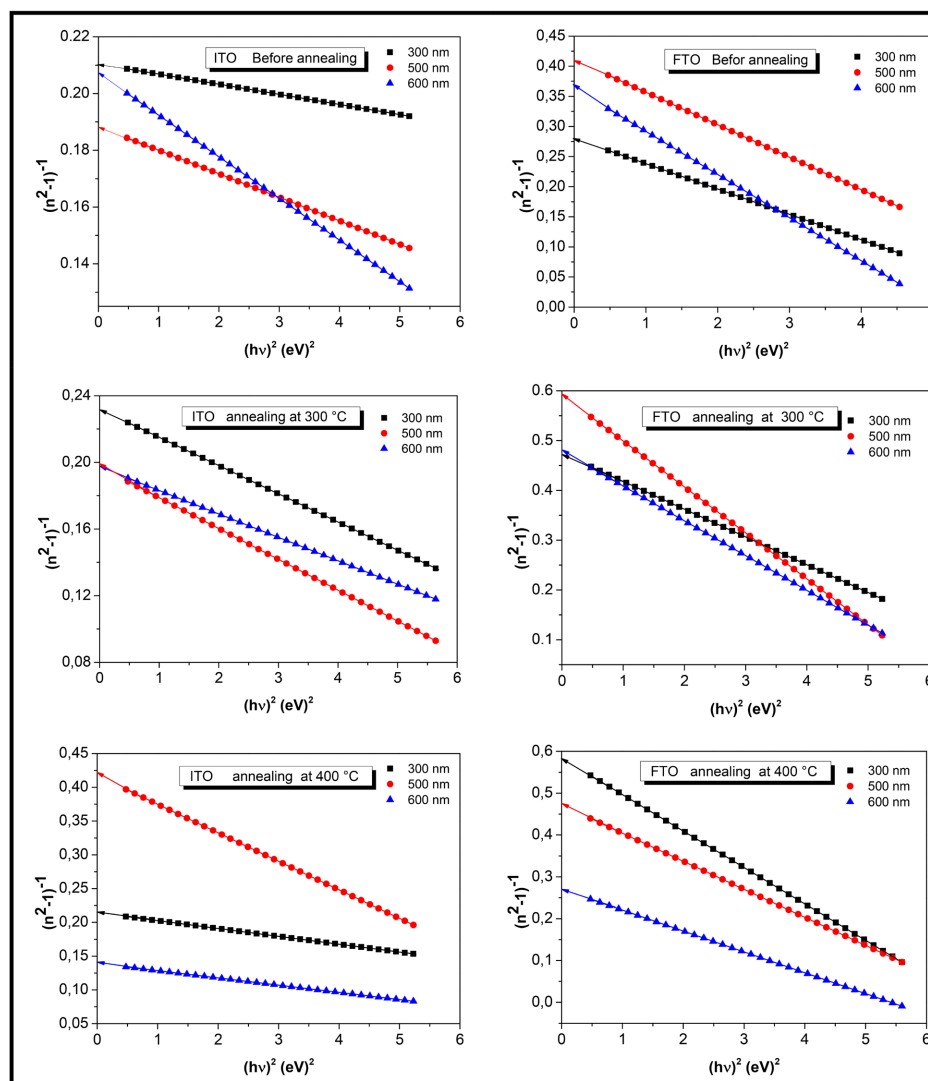 ITO Before annealing
300 nm
500 nm
600 nm
0.22
0.20
0.18
0.16
0.14
0 1 2 3 4 5 6
(n²-1)⁻¹
(hν)² (eV)²
FTO Befor annealing
300 nm
500 nm
600 nm
0,45
0,40
0,35
0,30
0,25
0,20
0,15
0,10
0,05
0,00
0 1 2 3 4
(n²-1)⁻¹
(hν)² (eV)²
ITO annealing at 300 °C
300 nm
500 nm
600 nm
0,24
0,20
0,16
0,12
0,08
0 1 2 3 4 5 6
(n²-1)⁻¹
(hν)² (eV)²
FTO annealing at 300 °C
300 nm
500 nm
600 nm
0.6
0.5
0.4
0.3
0.2
0.1
0 1 2 3 4 5 6
(n²-1)⁻¹
(hν)² (eV)²
ITO annealing at 400 °C
300 nm
500 nm
600 nm
0,45
0,40
0,35
0,30
0,25
0,20
0,15
0,10
0,05
0 1 2 3 4 5 6
(n²-1)⁻¹
(hν)² (eV)²
FTO annealing at 400 °C
300 nm
500 nm
600 nm
0,6
0,5
0,4
0,3
0,2
0,1
0,0
0 1 2 3 4 5 6
(n²-1)⁻¹
(hν)² (eV)²